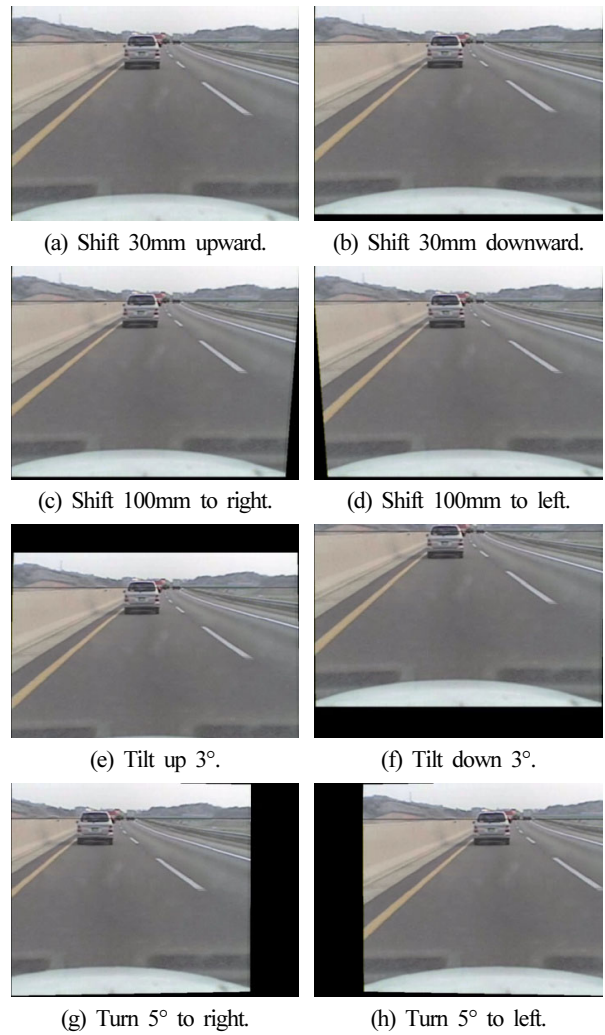 (a) Shift 30mm upward.
(b) Shift 30mm downward.
(c) Shift 100mm to right.
(d) Shift 100mm to left.
(e) Tilt up 3°.
(f) Tilt down 3°.
(g) Turn 5° to right.
(h) Turn 5° to left.